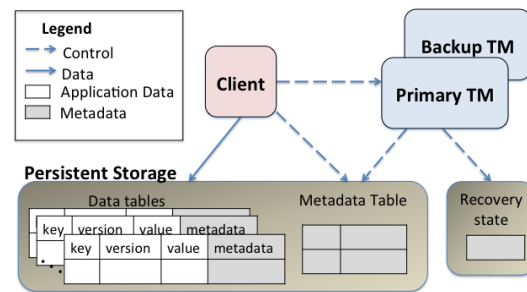 Legend
Control
Data
Application Data
Metadata
Client
Backup TM
Primary TM
Persistent Storage
Data tables
Metadata Table
Recovery
state
key version value metadata
key version value metadata